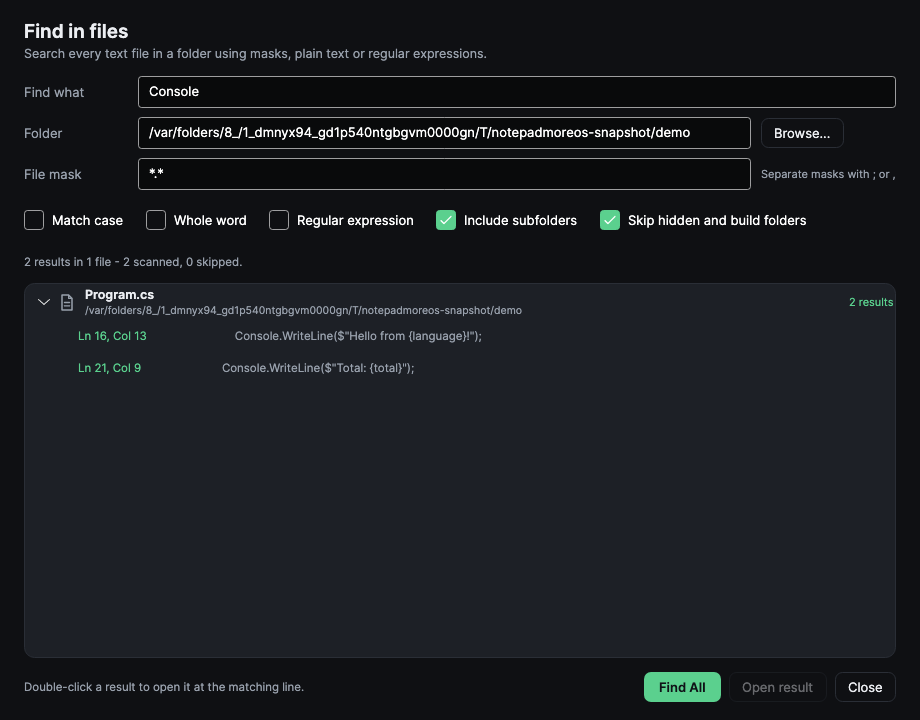 Find in files
Search every text file in a folder using masks, plain text or regular expressions.
Find what Console
Folder /var/folders/8_/1_dmnyx94_gd1p540ntgbgvm0000gn/T/notepadmoreos-snapshot/demo Browse...
File mask *.* Separate masks with ; or ,
Match case Whole word Regular expression Include subfolders Skip hidden and build folders
2 results in 1 file - 2 scanned, 0 skipped.
Program.cs
/var/folders/8_/1_dmnyx94_gd1p540ntgbgvm0000gn/T/notepadmoreos-snapshot/demo
2 results
Ln 16, Col 13 Console.WriteLine($"Hello from {language}!");
Ln 21, Col 9 Console.WriteLine($"Total: {total}");
Double-click a result to open it at the matching line. Find All Open result Close